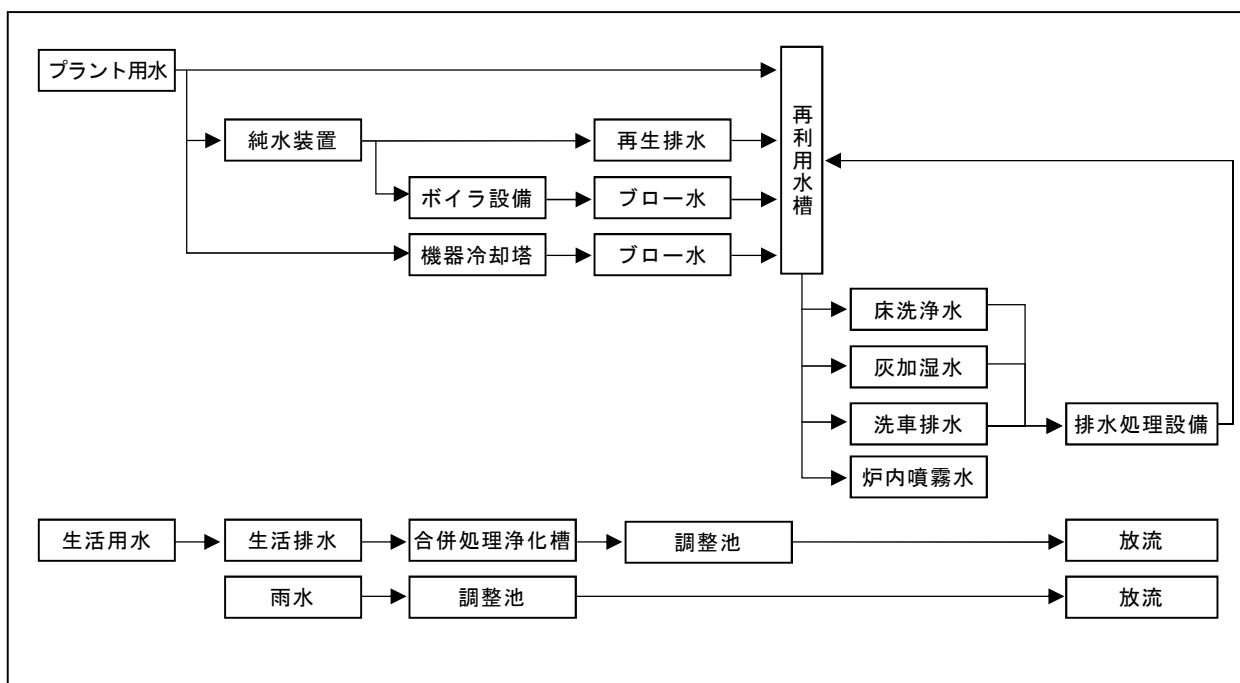 プラント用水
純水装置
再生排水
再利用水槽
ボイラ設備
ブロー水
機器冷却塔
ブロー水
床洗浄水
灰加湿水
洗車排水
排水処理設備
炉内噴霧水
生活用水
生活排水
合併処理浄化槽
調整池
放流
雨水
調整池
放流